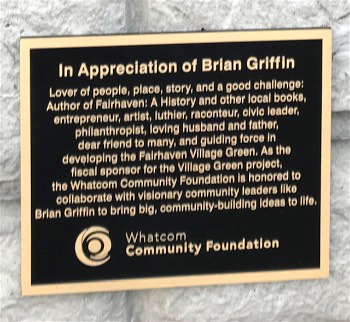 In Appreciation of Brian Griffin
Lover of people, place, story, and a good challenge:
Author of Fairhaven: A History and other local books,
entrepreneur, artist, luthier, raconteur, civic leader,
philanthropist, loving husband and father,
dear friend to many, and guiding force in
developing the Fairhaven Village Green. As the
fiscal sponsor for the Village Green project,
the Whatcom Community Foundation is honored to
collaborate with visionary community leaders like
Brian Griffin to bring big, community-building ideas to life.
Whatcom
Community Foundation